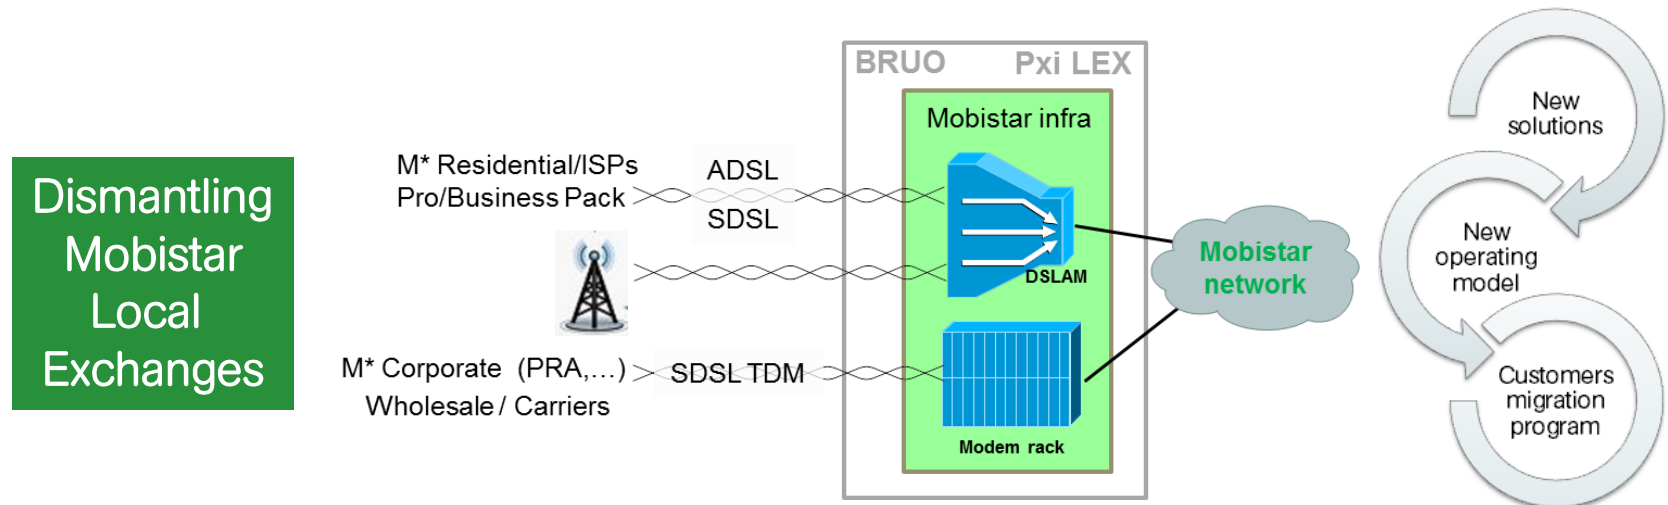 Dismantling
Mobistar
Local
Exchanges
M* Residential/ISPs
Pro/Business Pack
ADSL
SDSL
M* Corporate (PRA,…)
Wholesale / Carriers
SDSL TDM
BRUO Pxi LEX
Mobistar infra
DSLAM
Modem rack
Mobistar
network
New
solutions
New
operating
model
Customers
migration
program